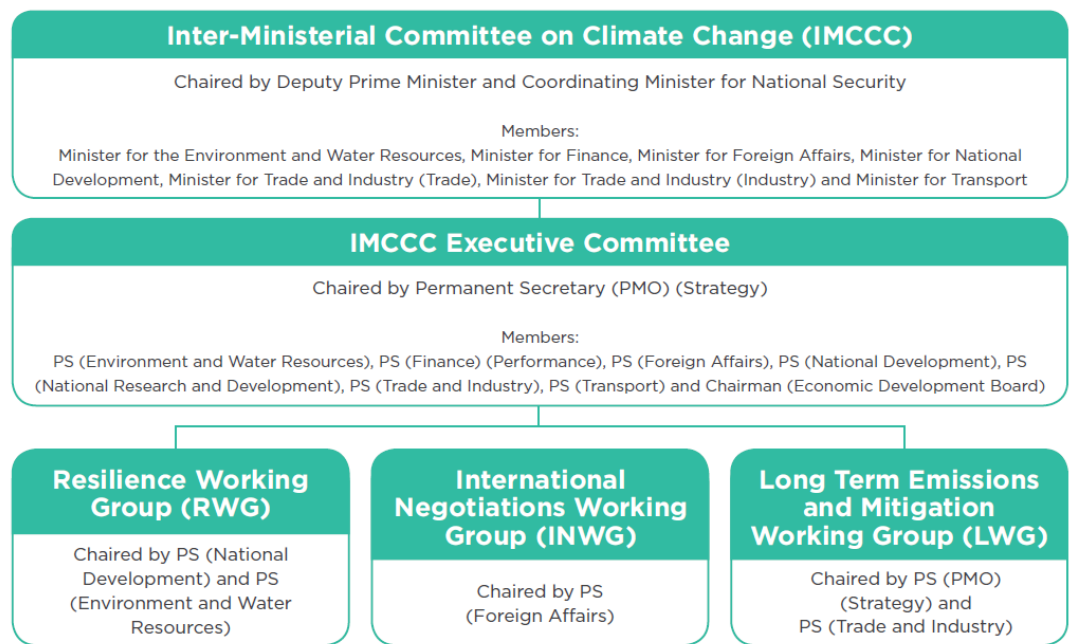 Inter-Ministerial Committee on Climate Change (IMCCC)
Chaired by Deputy Prime Minister and Coordinating Minister for National Security
Members:
Minister for the Environment and Water Resources, Minister for Finance, Minister for Foreign Affairs, Minister for National
Development, Minister for Trade and Industry (Trade), Minister for Trade and Industry (Industry) and Minister for Transport
IMCCC Executive Committee
Chaired by Permanent Secretary (PMO) (Strategy)
Members:
PS (Environment and Water Resources), PS (Finance) (Performance), PS (Foreign Affairs), PS (National Development), PS
(National Research and Development), PS (Trade and Industry), PS (Transport) and Chairman (Economic Development Board)
Resilience Working
Group (RWG)
Chaired by PS (National
Development) and PS
(Environment and Water
Resources)
International
Negotiations Working
Group (INWG)
Chaired by PS
(Foreign Affairs)
Long Term Emissions
and Mitigation
Working Group (LWG)
Chaired by PS (PMO)
(Strategy) and
PS (Trade and Industry)